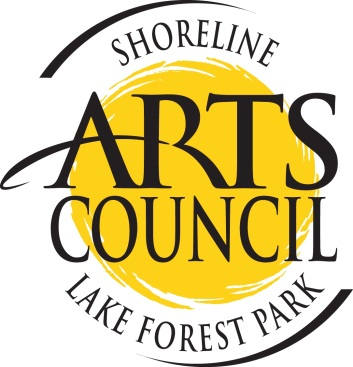 SHORELINE
ARTS
COUNCIL
LAKE FOREST PARK